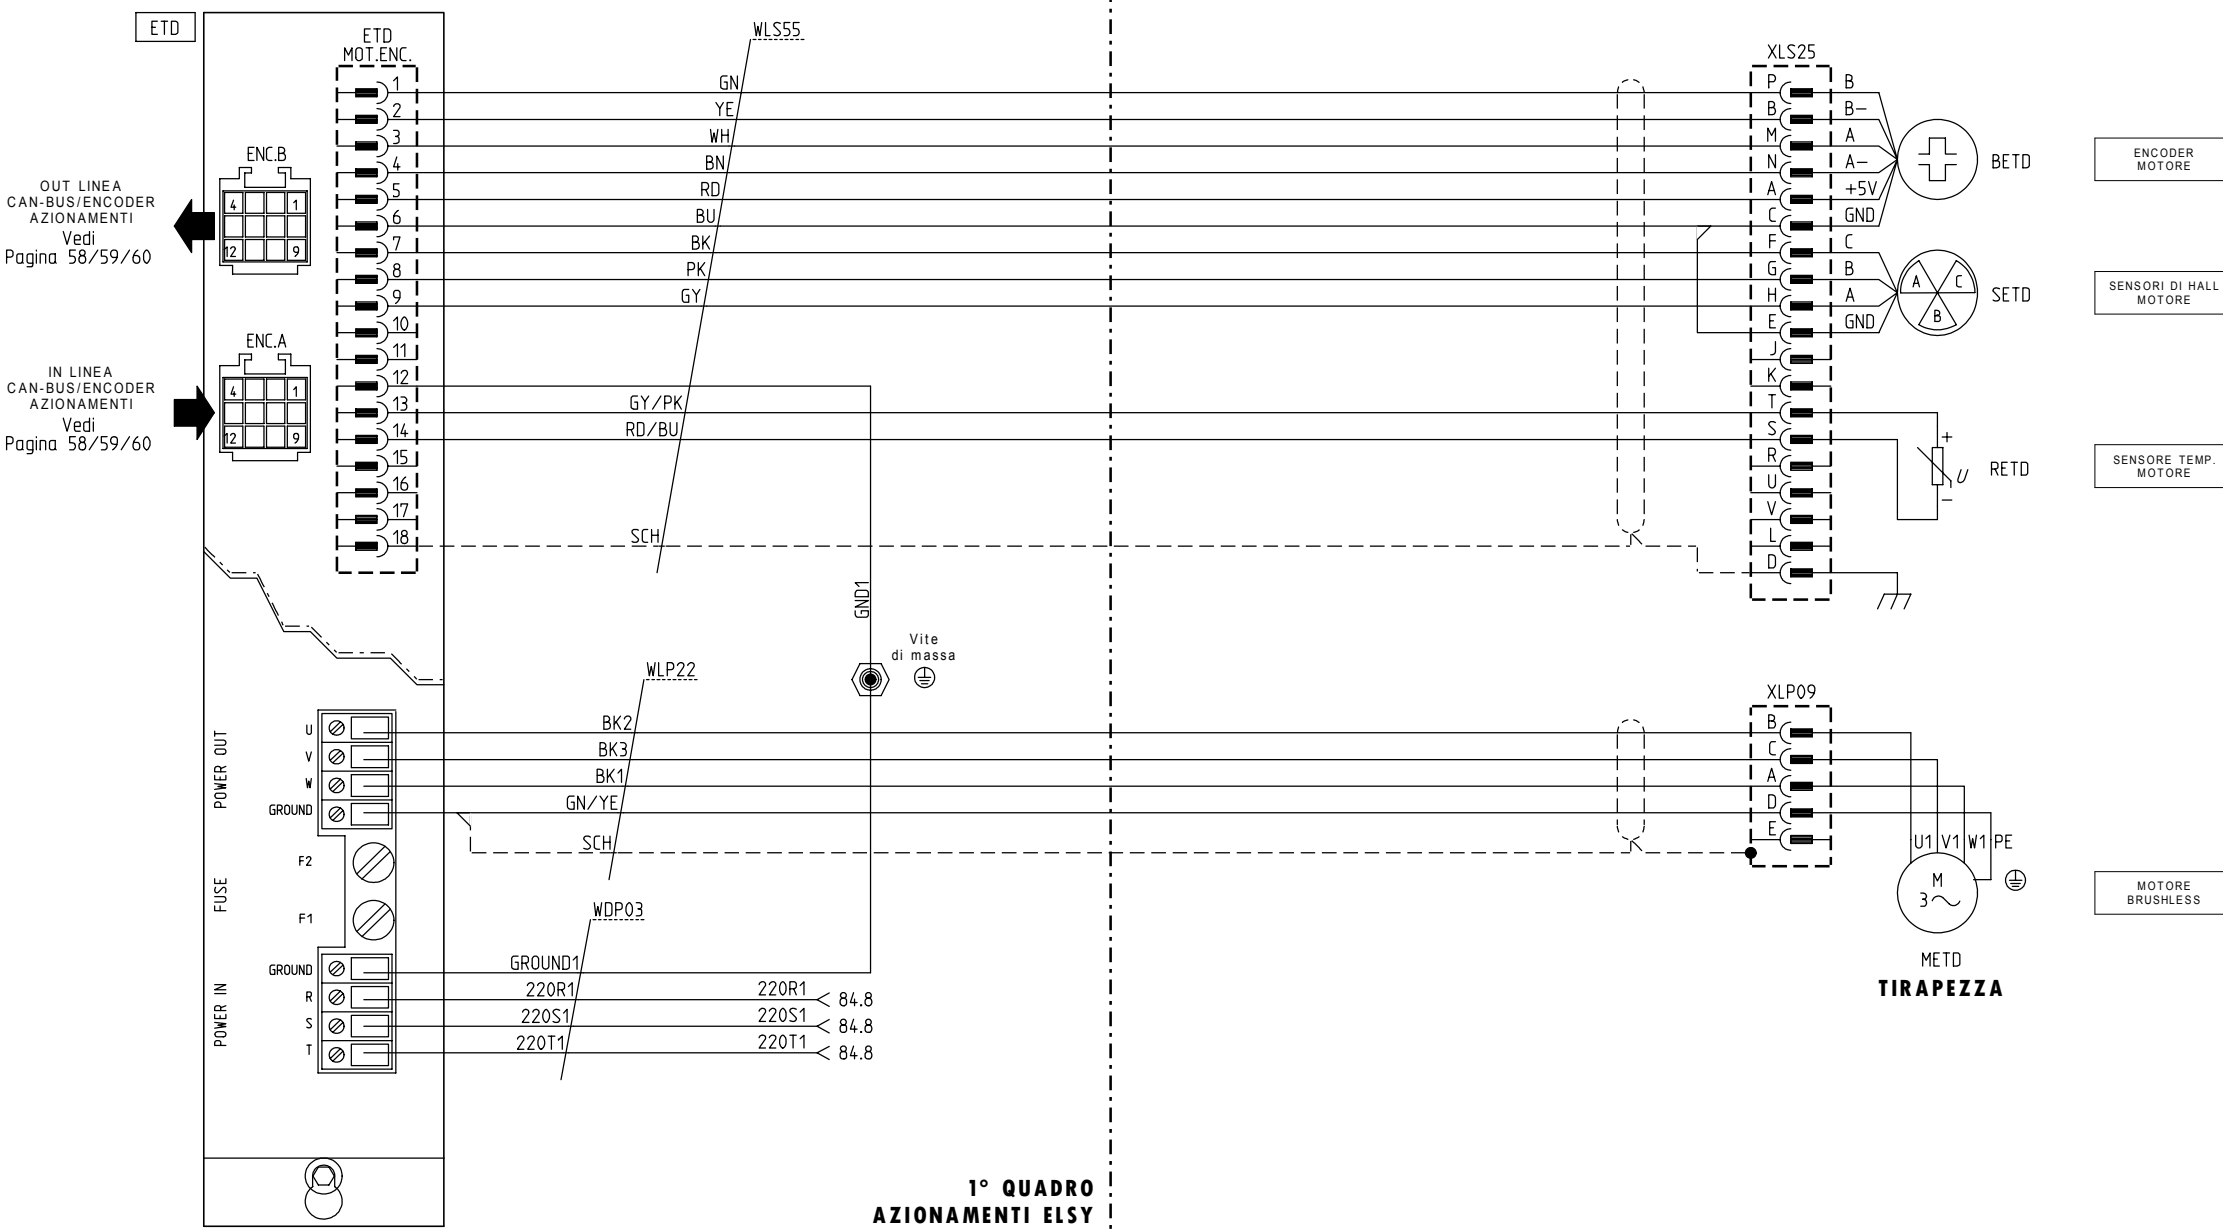 ETD
ETD
MOT.ENC.
1
2
3
4
5
6
7
8
9
10
11
12
13
14
15
16
17
18
ENC.B
4
1
12
9
OUT LINEA
CAN-BUS/ENCODER
AZIONAMENTI
Vedi
Pagina 58/59/60
ENC.A
4
1
12
9
IN LINEA
CAN-BUS/ENCODER
AZIONAMENTI
Vedi
Pagina 58/59/60
WLS55
GN
YE
WH
BN
RD
BU
BK
PK
GY
GY/PK
RD/BU
SCH
GND1
Vite
di massa
XLS25
P
B
M
N
A
C
F
G
H
E
J
K
T
S
R
U
V
L
D
B
B-
A
A-
+5V
GND
C
B
A
GND
BETD
ENCODER
MOTORE
A
C
B
SETD
SENSORI DI HALL
MOTORE
+
U
-
RETD
SENSORE TEMP.
MOTORE
POWER OUT
U
V
W
GROUND
FUSE
F2
F1
POWER IN
GROUND
R
S
T
WLP22
BK2
BK3
BK1
GN/YE
SCH
WDP03
GROUND1
220R1
220S1
220T1
220R1
84.8
220S1
84.8
220T1
84.8
XLP09
B
C
A
D
E
U1
V1
W1
PE
M
3
METD
TIRAPEZZA
MOTORE
BRUSHLESS
1° QUADRO
AZIONAMENTI ELSY